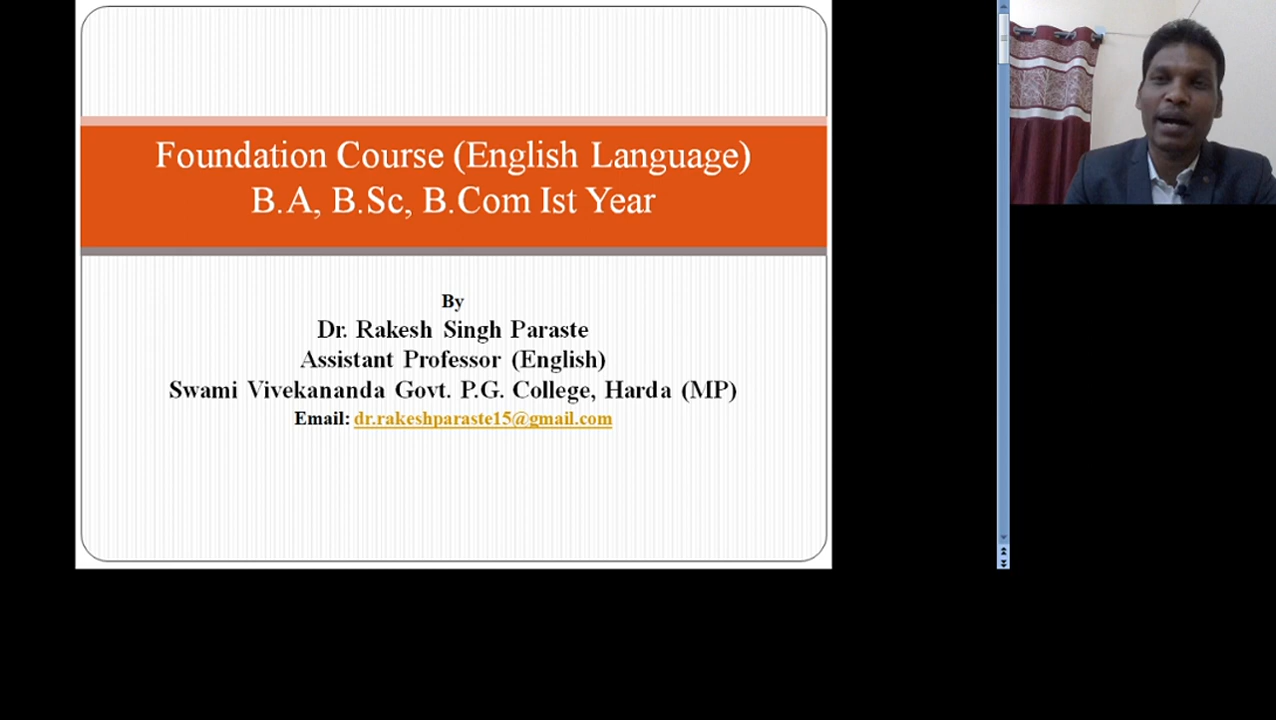 Foundation Course (English Language)
B.A, B.Sc, B.Com Ist Year
By
Dr. Rakesh Singh Paraste
Assistant Professor (English)
Swami Vivekananda Govt. P.G. College, Harda (MP)
Email: dr.rakeshparaste15@gmail.com